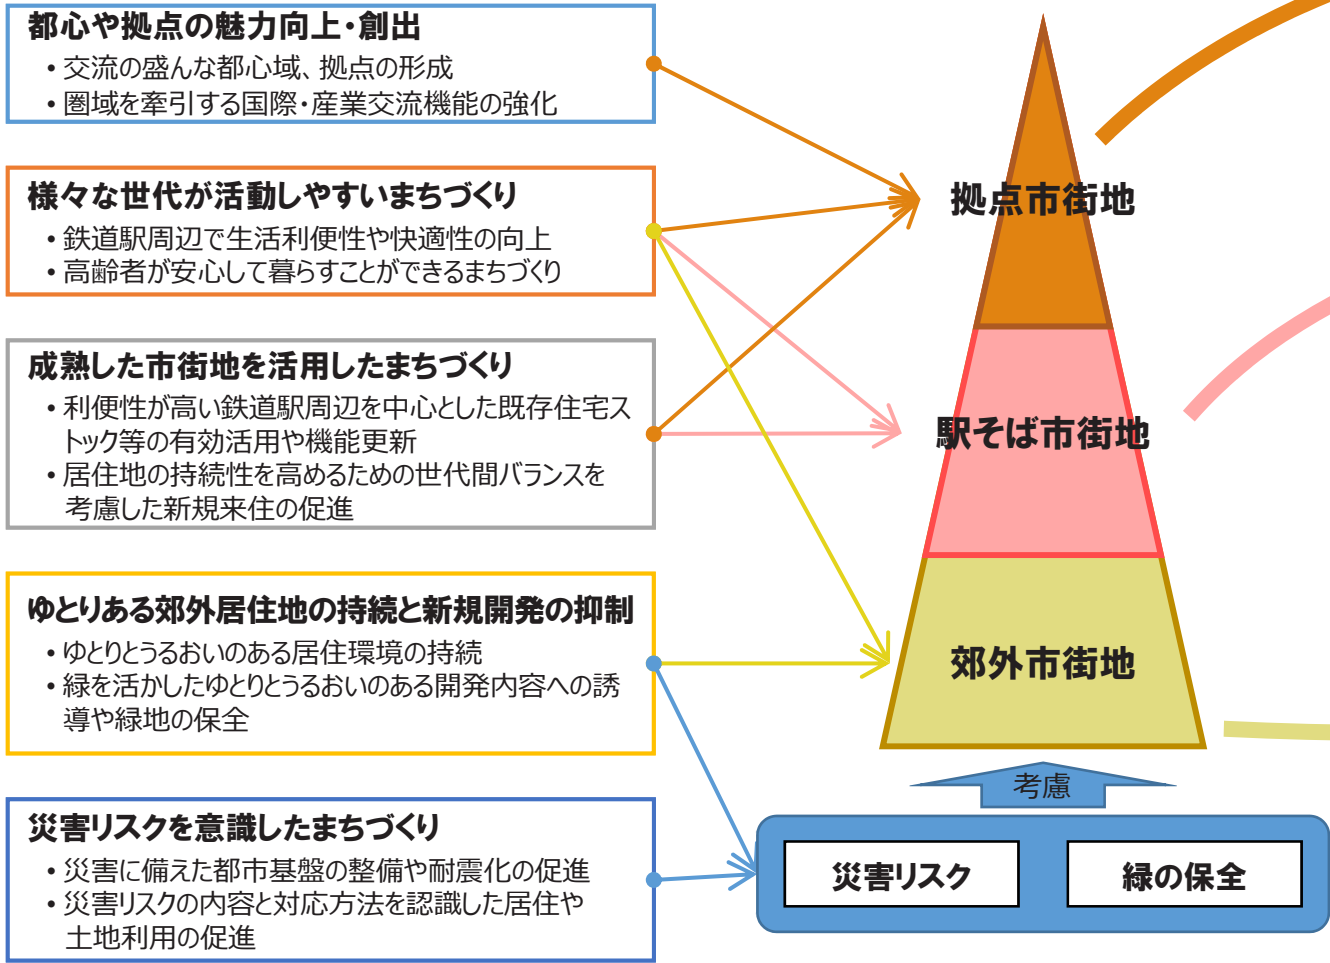 都心や拠点の魅力向上・創出
• 交流の盛んな都心域、拠点の形成
• 圏域を牽引する国際・産業交流機能の強化
様々な世代が活動しやすいまちづくり
• 鉄道駅周辺で生活利便性や快適性の向上
• 高齢者が安心して暮らすことができるまちづくり
成熟した市街地を活用したまちづくり
• 利便性が高い鉄道駅周辺を中心とした既存住宅ス
トック等の有効活用や機能更新
• 居住地の持続性を高めるための世代間バランスを
考慮した新規来住の促進
ゆとりある郊外居住地の持続と新規開発の抑制
• ゆとりとうるおいのある居住環境の持続
• 緑を活かしたゆとりとうるおいのある開発内容への誘
導や緑地の保全
災害リスクを意識したまちづくり
• 災害に備えた都市基盤の整備や耐震化の促進
• 災害リスクの内容と対応方法を認識した居住や
土地利用の促進
拠点市街地
駅そば市街地
郊外市街地
考慮
災害リスク
緑の保全